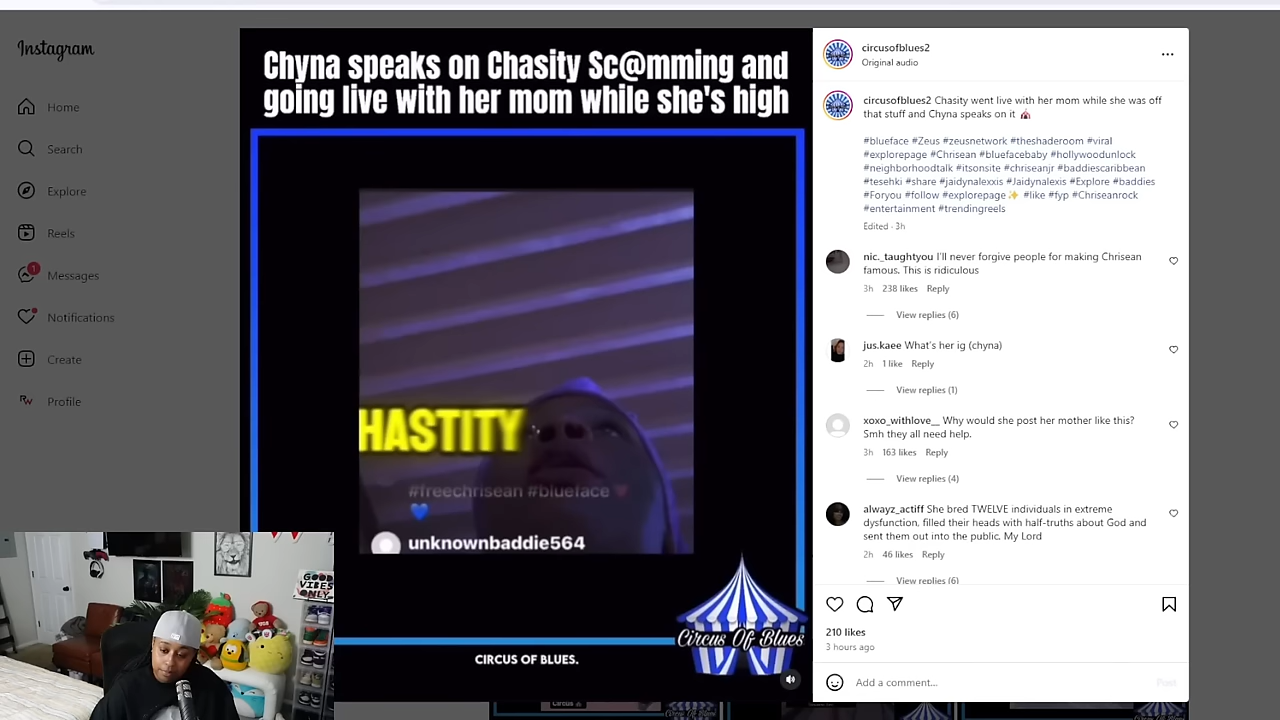 Instagram
Home
Search
Explore
Reels
1
Messages
Notifications
Create
Profile
Chyna speaks on Chasity Sc@mming and
going live with her mom while she's high
HASTITY
#freechrisean #blueface
unknownbaddie564
Circus Of Blues
CIRCUS OF BLUES.
GOOD
VIBES
ONLY
circusofblues2
Original audio
circusofblues2 Chasity went live with her mom while she was off
that stuff and Chyna speaks on it
#blueface #Zeus #zeusnetwork #theshaderoom #viral
#explorepage #Chrisean #bluefacebaby #hollywoodunlock
#neighborhoodtalk #itsonsite #chriseanjr #baddiescaribbean
#tesehki #share #jaidynalexxis #Jaidynalexis #Explore #baddies
#Foryou #follow #explorepage✨ #like #fyp #Chriseanrock
#entertainment #trendingreels
Edited · 3h
nic._taughtyou I'll never forgive people for making Chrisean
famous. This is ridiculous
3h 238 likes Reply
View replies (6)
jus.kaee What's her ig (chyna)
2h 1 like Reply
View replies (1)
xoxo_withlove__ Why would she post her mother like this?
Smh they all need help.
3h 163 likes Reply
View replies (4)
alwayz_actiff She bred TWELVE individuals in extreme
dysfunction, filled their heads with half-truths about God and
sent them out into the public. My Lord
2h 46 likes Reply
View replies (6)
210 likes
3 hours ago
Add a comment...
Post